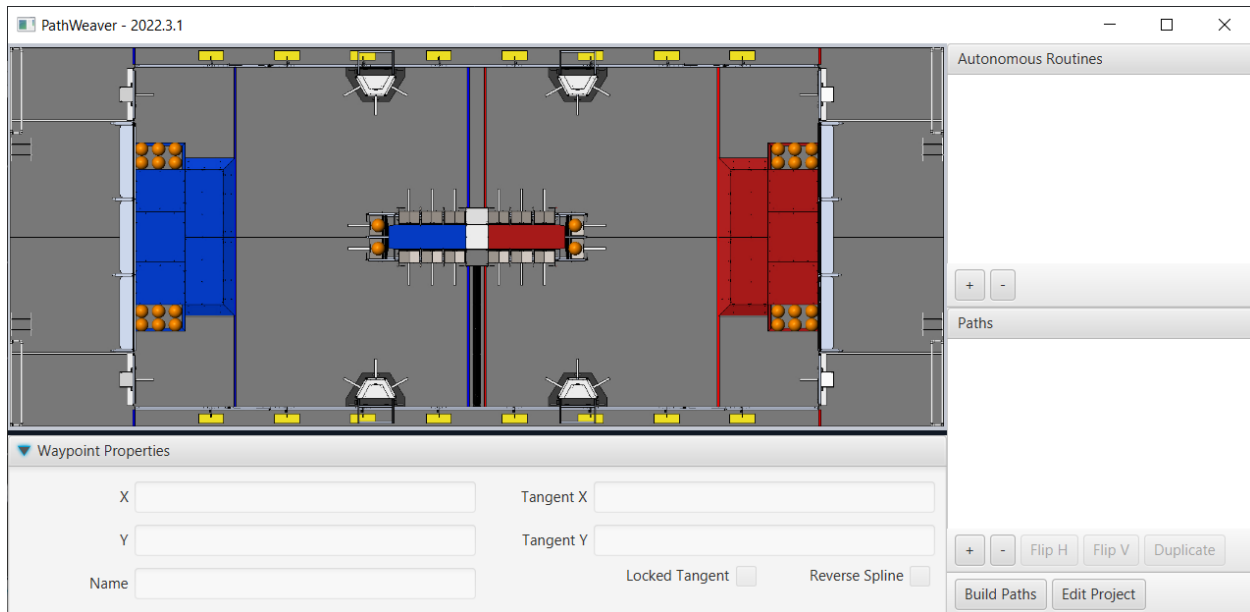 PathWeaver - 2022.3.1
Autonomous Routines
+ -
Paths
+ - Flip H Flip V Duplicate
Build Paths Edit Project
Waypoint Properties
X Tangent X
Y Tangent Y
Name Locked Tangent Reverse Spline